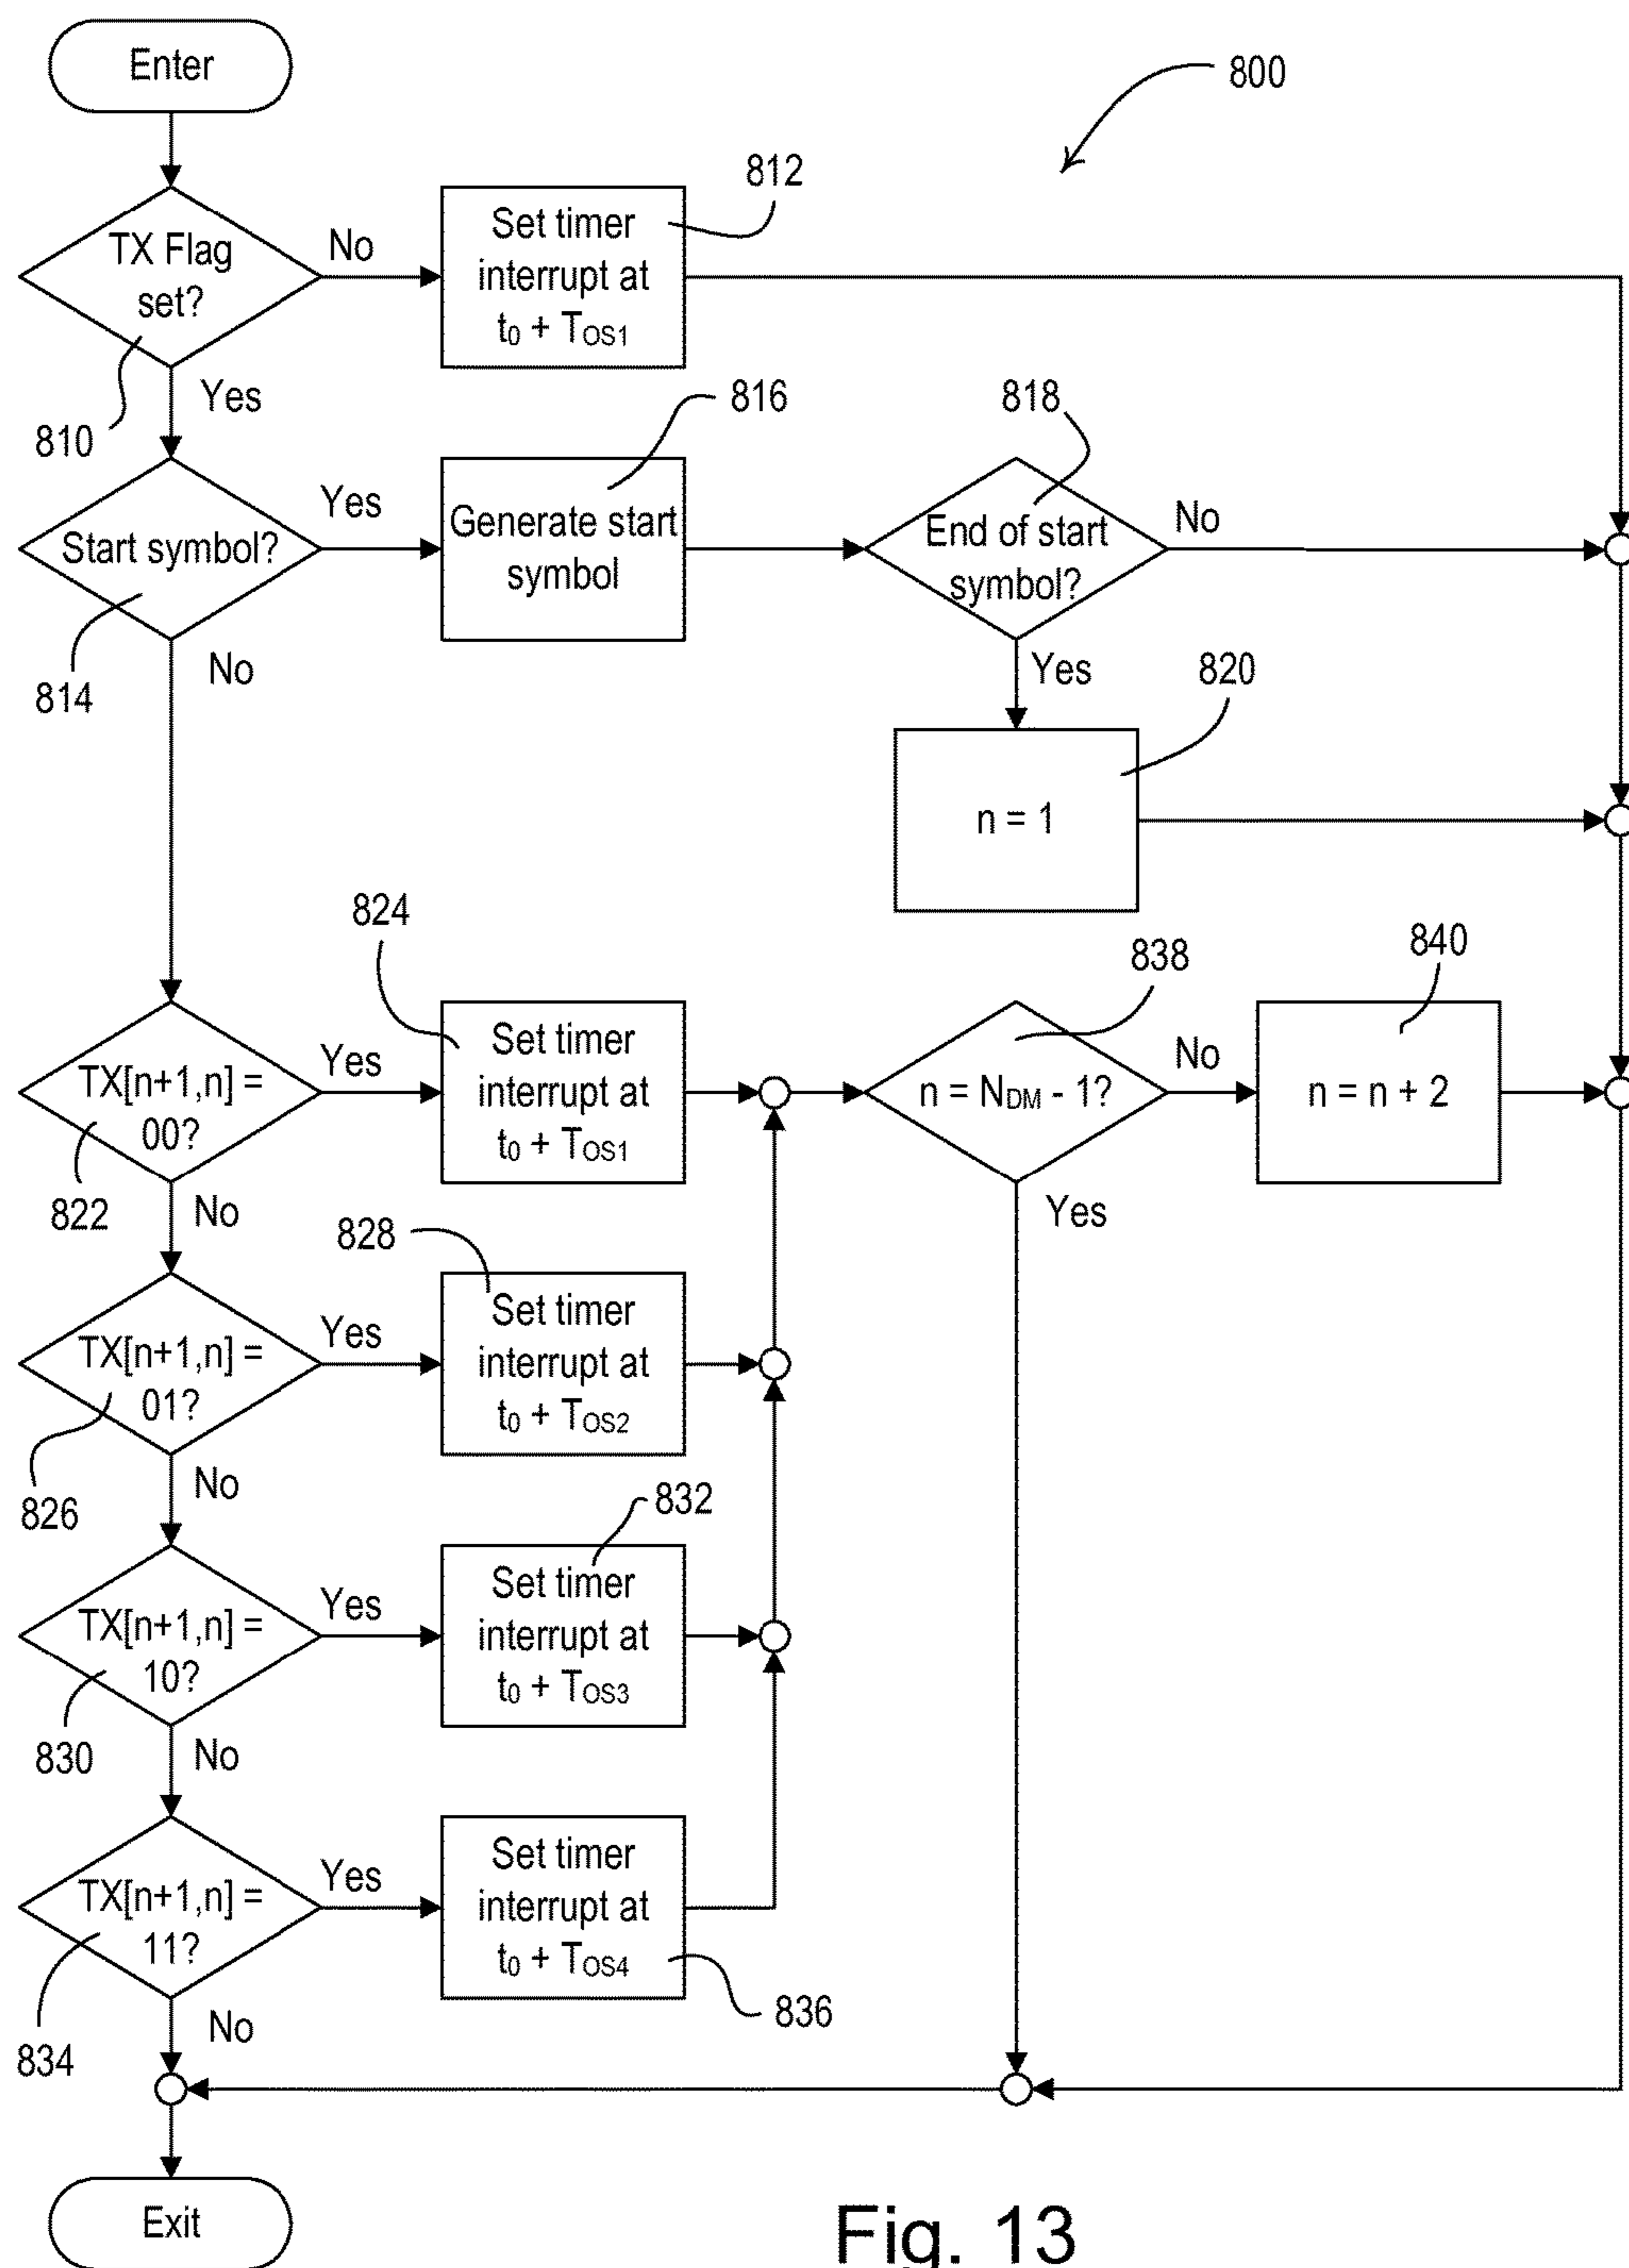 Enter
800
TX Flag
set?
810
No
Set timer
interrupt at
t0 + TOS1
812
Yes
Start symbol?
814
Yes
Generate start
symbol
816
End of start
symbol?
818
No
Yes
n = 1
820
No
TX[n+1,n] =
00?
822
Yes
Set timer
interrupt at
t0 + TOS1
824
n = NDM - 1?
838
No
n = n + 2
840
Yes
No
TX[n+1,n] =
01?
826
Yes
Set timer
interrupt at
t0 + TOS2
828
No
TX[n+1,n] =
10?
830
Yes
Set timer
interrupt at
t0 + TOS3
832
No
TX[n+1,n] =
11?
834
Yes
Set timer
interrupt at
t0 + TOS4
836
No
Exit
Fig. 13